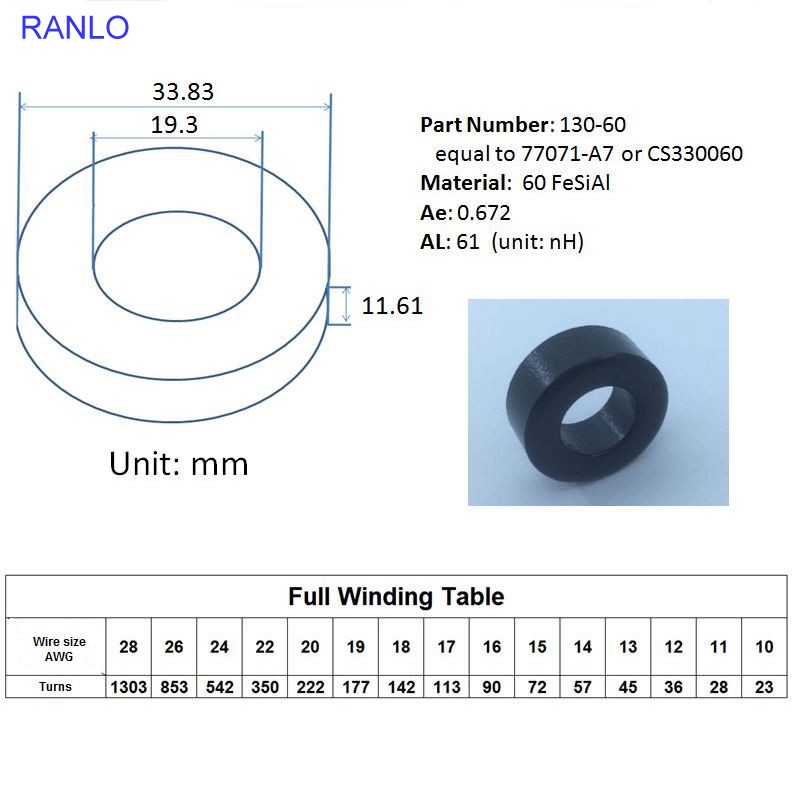 RANLO
33.83
19.3
11.61
Unit: mm
Part Number: 130-60
equal to 77071-A7 or CS330060
Material: 60 FeSiAl
Ae: 0.672
AL: 61 (unit: nH)
Full Winding Table
Wire size AWG 28 26 24 22 20 19 18 17 16 15 14 13 12 11 10
Turns 1303 853 542 350 222 177 142 113 90 72 57 45 36 28 23